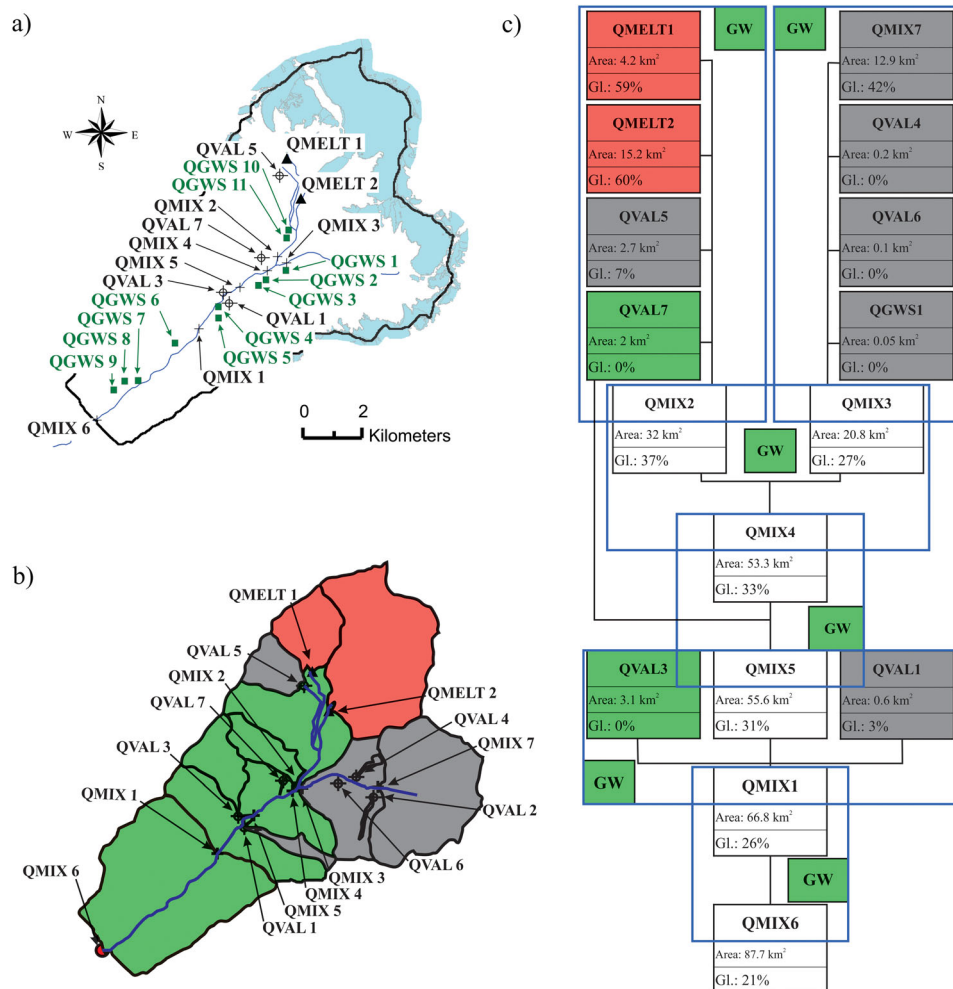 a)
N
W
E
S
QVAL 5
QMELT 1
QGWS 10
QGWS 11
QMELT 2
QMIX 2
QVAL 7
QMIX 3
QMIX 4
QMIX 5
QGWS 1
QVAL 3
QGWS 2
QGWS 6
QGWS 3
QGWS 7
QVAL 1
QGWS 8
QGWS 4
QGWS 9
QGWS 5
QMIX 1
QMIX 6
0 2
Kilometers
b)
QMELT 1
QVAL 5
QMIX 2
QMELT 2
QVAL 7
QVAL 4
QVAL 3
QMIX 7
QMIX 1
QVAL 2
QMIX 6
QVAL 6
QMIX 3
QMIX 4
QMIX 5
QVAL 1
c)
QMELT1
Area: 4.2 km²
Gl.: 59%
GW
GW
QMIX7
Area: 12.9 km²
Gl.: 42%
QMELT2
Area: 15.2 km²
Gl.: 60%
QVAL4
Area: 0.2 km²
Gl.: 0%
QVAL5
Area: 2.7 km²
Gl.: 7%
QVAL6
Area: 0.1 km²
Gl.: 0%
QVAL7
Area: 2 km²
Gl.: 0%
QGWS1
Area: 0.05 km²
Gl.: 0%
QMIX2
Area: 32 km²
Gl.: 37%
GW
QMIX3
Area: 20.8 km²
Gl.: 27%
QMIX4
Area: 53.3 km²
Gl.: 33%
GW
QVAL3
Area: 3.1 km²
Gl.: 0%
QMIX5
Area: 55.6 km²
Gl.: 31%
QVAL1
Area: 0.6 km²
Gl.: 3%
GW
QMIX1
Area: 66.8 km²
Gl.: 26%
GW
QMIX6
Area: 87.7 km²
Gl.: 21%